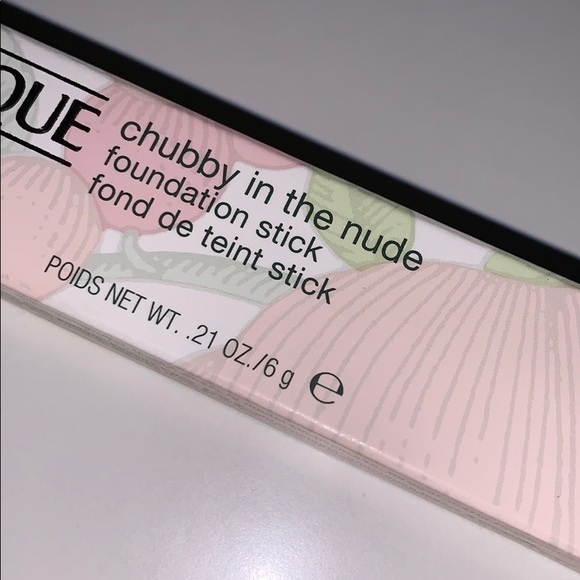 QUE
chubby in the nude
foundation stick
fond de teint stick
POIDS NET WT. .21 OZ./6 g ℮